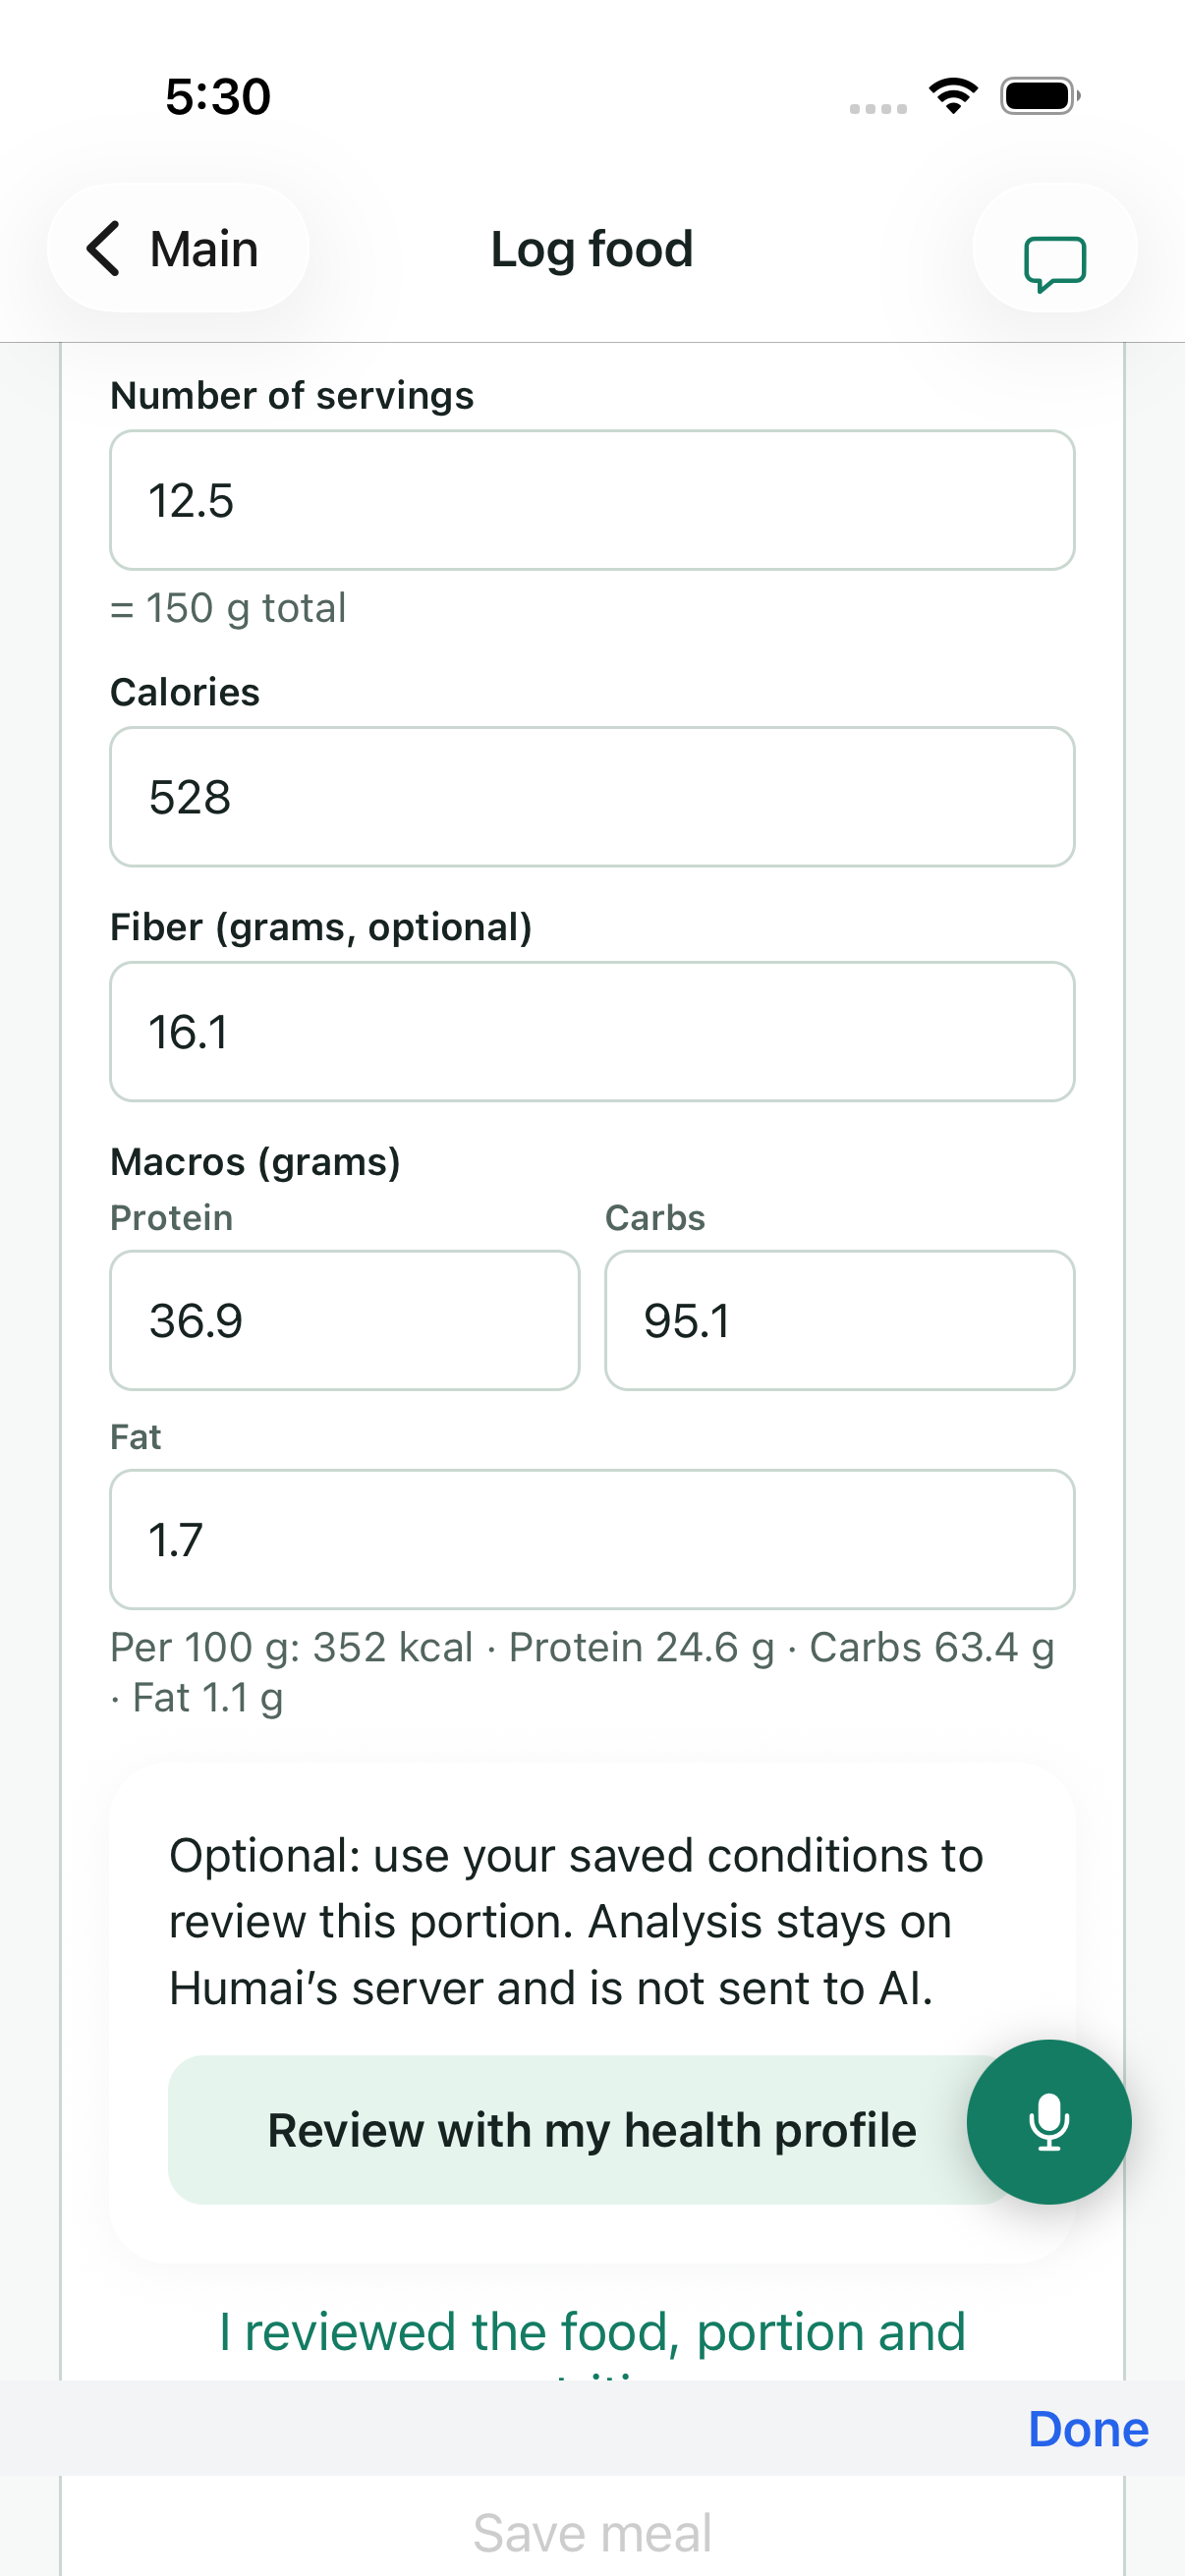 5:30
Main
Log food
Number of servings
12.5
= 150 g total
Calories
528
Fiber (grams, optional)
16.1
Macros (grams)
Protein
Carbs
36.9
95.1
Fat
1.7
Per 100 g: 352 kcal · Protein 24.6 g · Carbs 63.4 g
· Fat 1.1 g
Optional: use your saved conditions to
review this portion. Analysis stays on
Humai’s server and is not sent to AI.
Review with my health profile
I reviewed the food, portion and
Done
Save meal